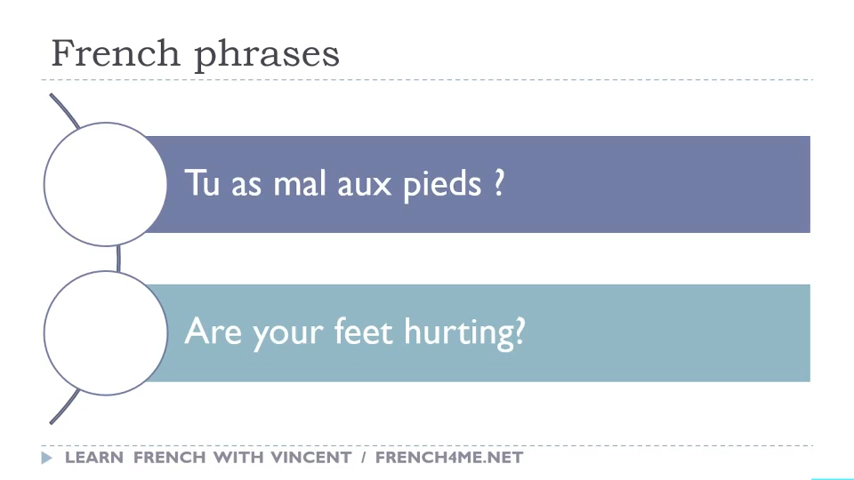 French phrases
Tu as mal aux pieds ?
Are your feet hurting?
LEARN FRENCH WITH VINCENT / FRENCH4ME.NET